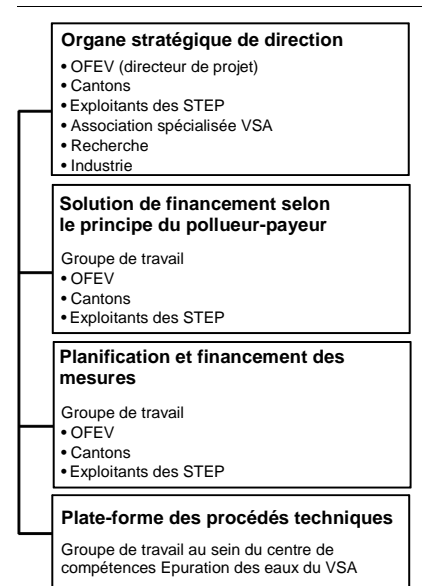 Organe stratégique de direction
• OFEV (directeur de projet)
• Cantons
• Exploitants des STEP
• Association spécialisée VSA
• Recherche
• Industrie
Solution de financement selon
le principe du pollueur-payeur
Groupe de travail
• OFEV
• Cantons
• Exploitants des STEP
Planification et financement des
mesures
Groupe de travail
• OFEV
• Cantons
• Exploitants des STEP
Plate-forme des procédés techniques
Groupe de travail au sein du centre de
compétences Epuration des eaux du VSA